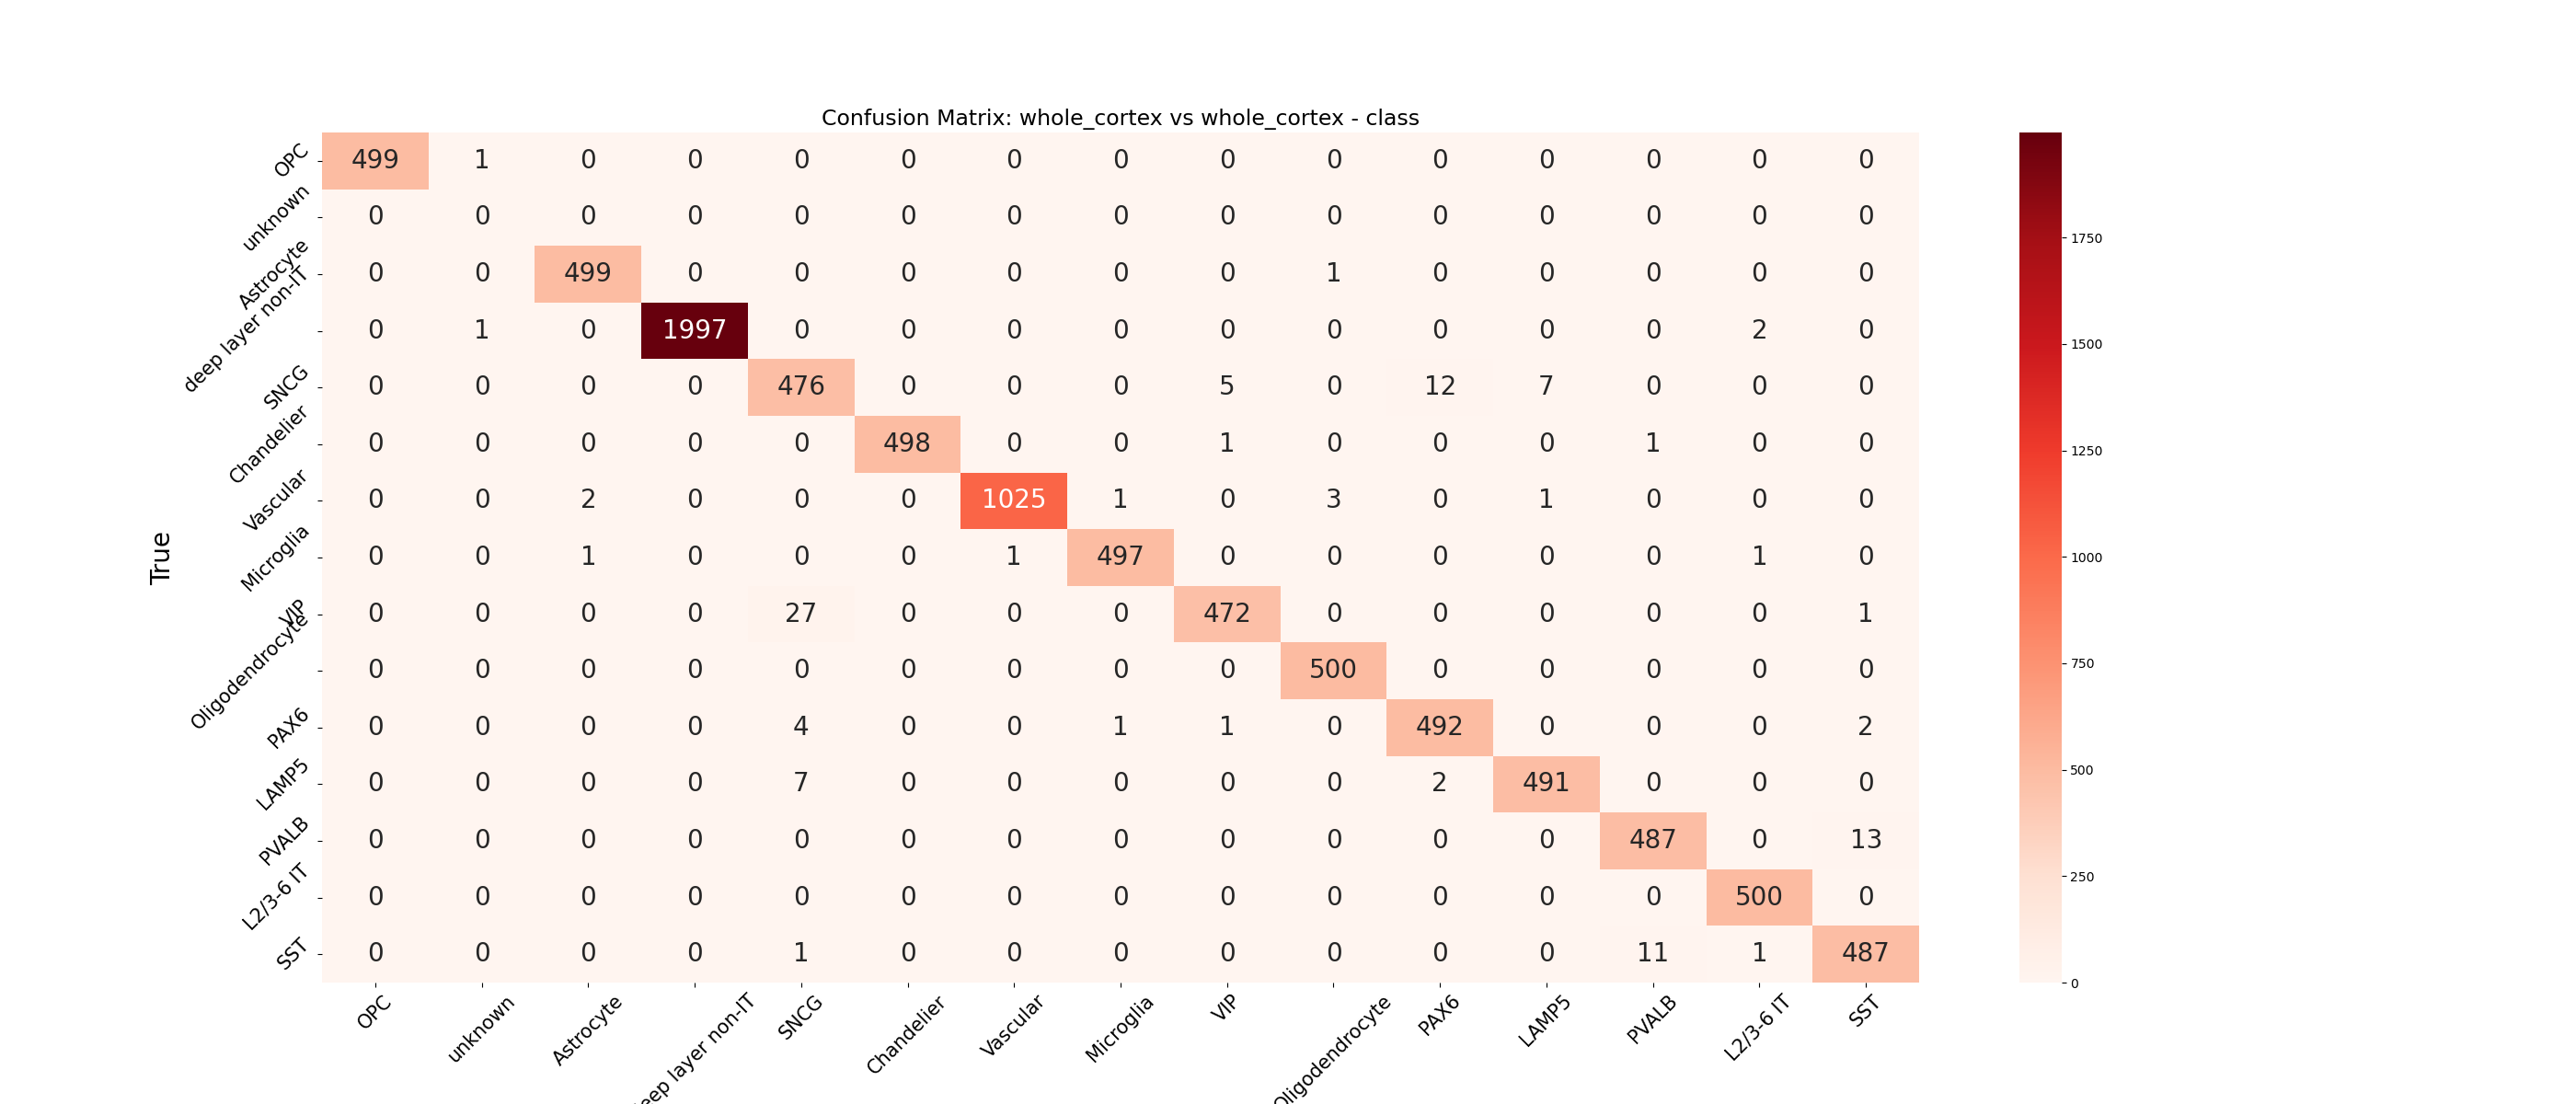 Confusion Matrix: whole_cortex vs whole_cortex - class
True
OPC 499 1 0 0 0 0 0 0 0 0 0 0 0 0 0
unknown 0 0 0 0 0 0 0 0 0 0 0 0 0 0 0
Astrocyte 0 0 499 0 0 0 0 0 0 1 0 0 0 0 0
deep layer non-IT 0 1 0 1997 0 0 0 0 0 0 0 0 0 2 0
SNCG 0 0 0 0 476 0 0 0 5 0 12 7 0 0 0
Chandelier 0 0 0 0 0 498 0 0 1 0 0 0 1 0 0
Vascular 0 0 2 0 0 0 1025 1 0 3 0 1 0 0 0
Microglia 0 0 1 0 0 0 1 497 0 0 0 0 0 1 0
VIP 0 0 0 0 27 0 0 0 472 0 0 0 0 0 1
Oligodendrocyte 0 0 0 0 0 0 0 0 0 500 0 0 0 0 0
PAX6 0 0 0 0 4 0 0 1 1 0 492 0 0 0 2
LAMP5 0 0 0 0 7 0 0 0 0 0 2 491 0 0 0
PVALB 0 0 0 0 0 0 0 0 0 0 0 0 487 0 13
L2/3-6 IT 0 0 0 0 0 0 0 0 0 0 0 0 0 500 0
SST 0 0 0 0 1 0 0 0 0 0 0 0 11 1 487
OPC unknown Astrocyte eep layer non-IT SNCG Chandelier Vascular Microglia VIP Oligodendrocyte PAX6 LAMP5 PVALB L2/3-6 IT SST
1750
1500
1250
1000
750
500
250
0